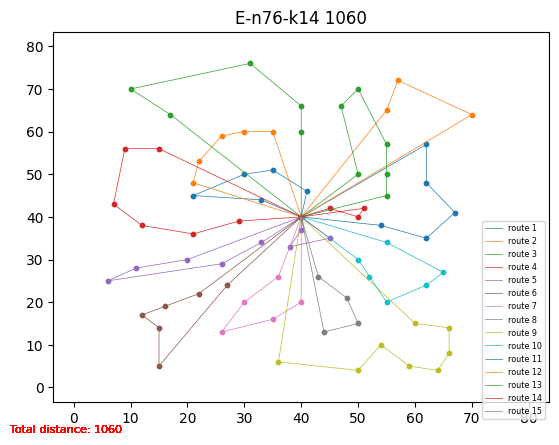 E-n76-k14 1060
80
70
60
50
40
30
20
10
0
0 10 20 30 40 50 60 70 80
route 1
route 2
route 3
route 4
route 5
route 6
route 7
route 8
route 9
route 10
route 11
route 12
route 13
route 14
route 15
Total distance: 1060